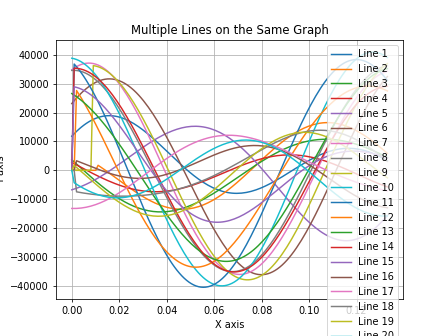 Multiple Lines on the Same Graph
40000
30000
20000
10000
0
-10000
-20000
-30000
-40000
0.00
0.02
0.04
0.06
0.08
0.10
X axis
Line 1
Line 2
Line 3
Line 4
Line 5
Line 6
Line 7
Line 8
Line 9
Line 10
Line 11
Line 12
Line 13
Line 14
Line 15
Line 16
Line 17
Line 18
Line 19